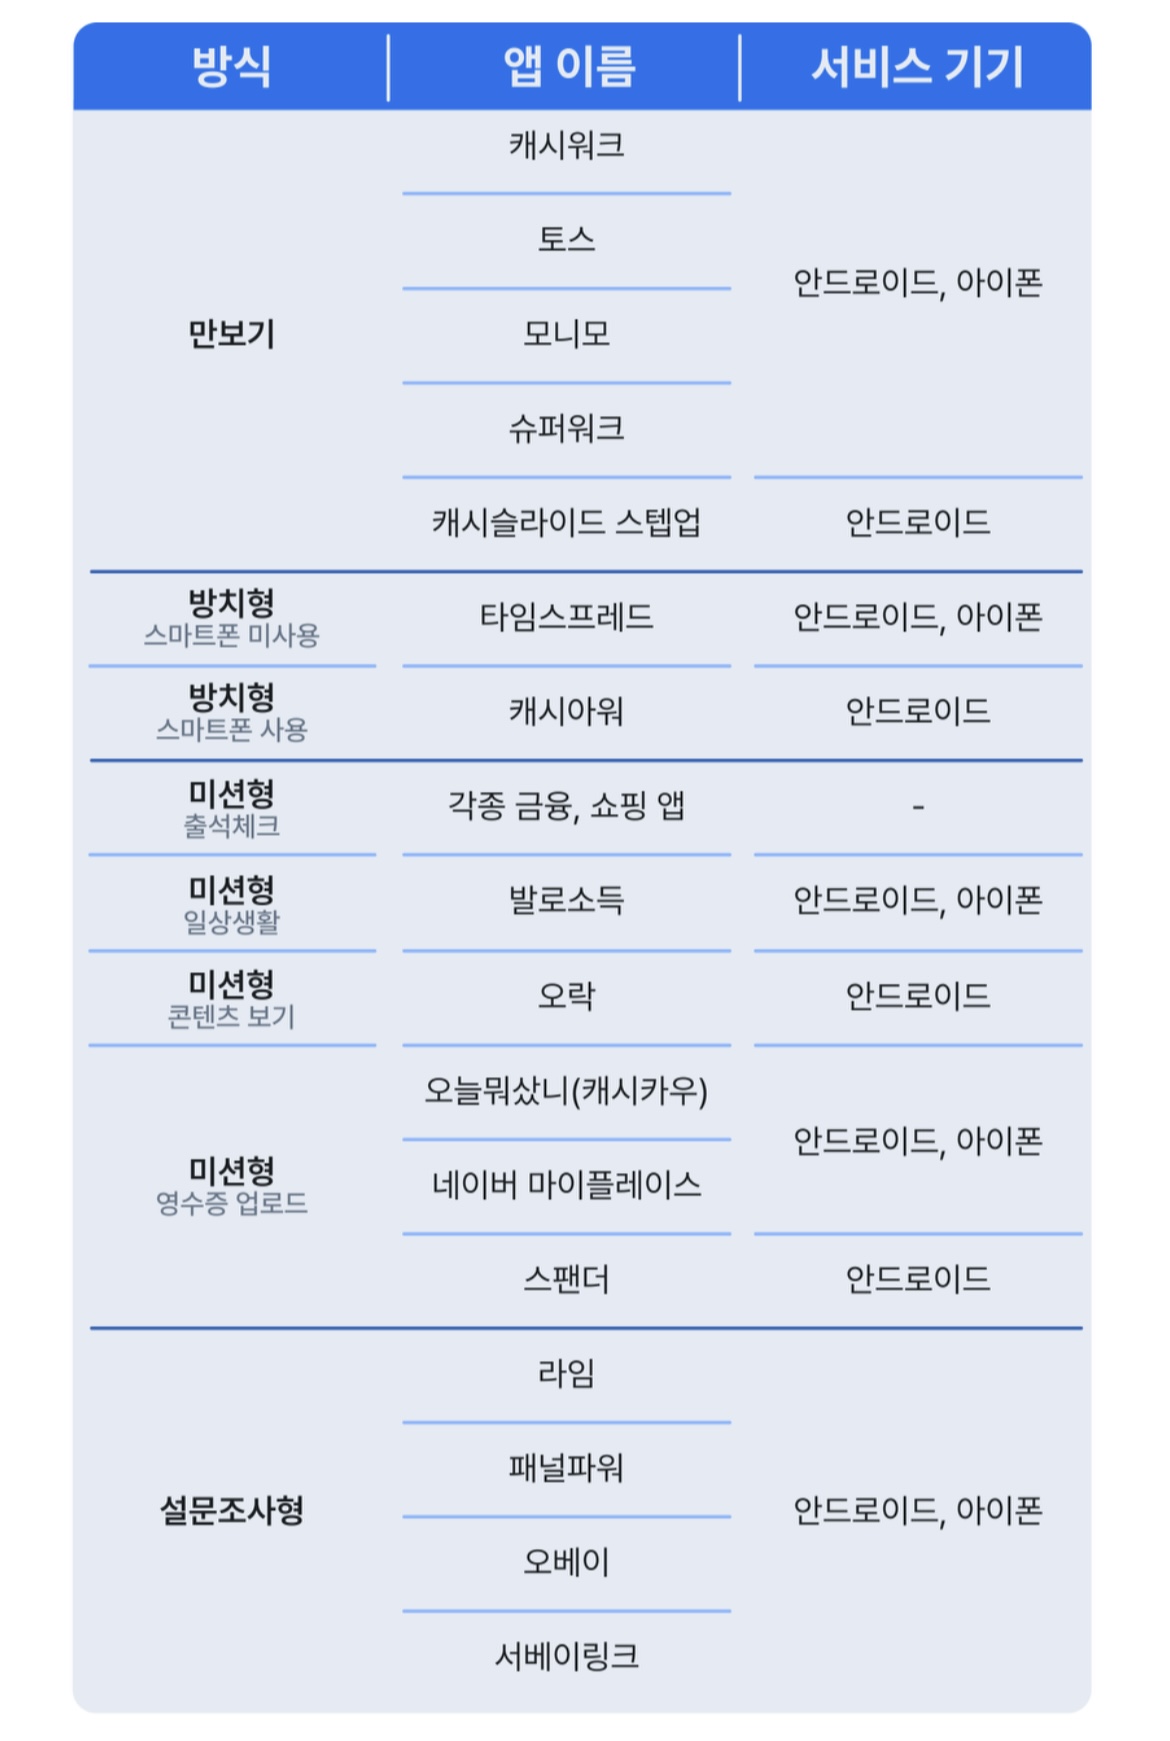 방식 앱 이름 서비스 기기
캐시워크
토스
안드로이드, 아이폰
만보기
모니모
슈퍼워크
캐시슬라이드 스텝업 안드로이드
방치형
스마트폰 미사용
타임스프레드 안드로이드, 아이폰
방치형
스마트폰 사용
캐시아워 안드로이드
미션형
출석체크
각종 금융, 쇼핑 앱 -
미션형
일상생활
발로소득 안드로이드, 아이폰
미션형
콘텐츠 보기
오락 안드로이드
오늘뭐샀니(캐시카우)
안드로이드, 아이폰
미션형
영수증 업로드
네이버 마이플레이스
스팬더 안드로이드
라임
패널파워
설문조사형 안드로이드, 아이폰
오베이
서베이링크